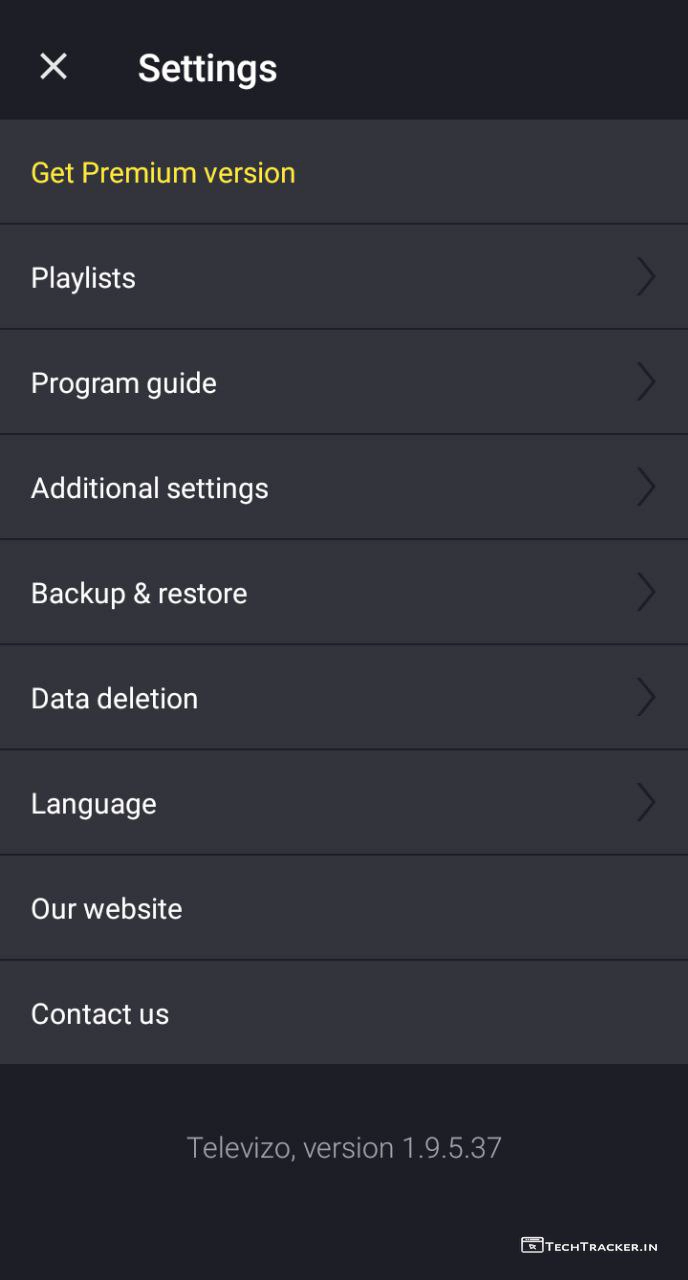 Settings
Get Premium version
Playlists
Program guide
Additional settings
Backup & restore
Data deletion
Language
Our website
Contact us
Televizo, version 1.9.5.37
TECHTRACKER.IN